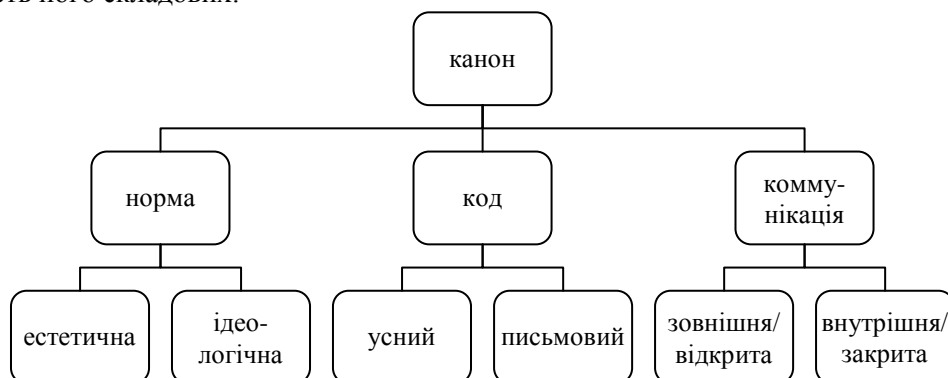 канон
норма
код
комму-
нікація
естетична
ідео-
логічна
усний
письмовий
зовнішня/
відкрита
внутрішня/
закрита